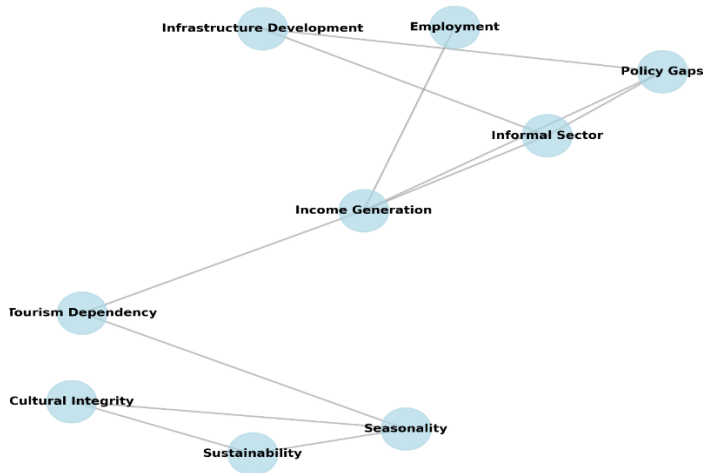 Infrastructure Development
Employment
Policy Gaps
Informal Sector
Income Generation
Tourism Dependency
Cultural Integrity
Seasonality
Sustainability